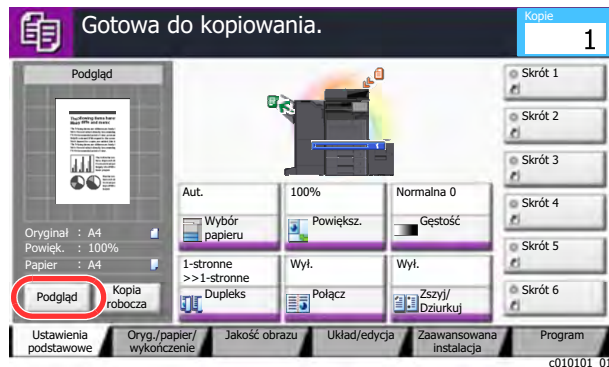 Gotowa do kopiowania.
Kopie
1
Podgląd
Oryginał : A4
Powięk. : 100%
Papier : A4
Podgląd
Kopia
robocza
Aut.
Wybór
papieru
100%
Powiększ.
Normalna 0
Gęstość
1-stronne
>>1-stronne
Dupleks
Wył.
Połącz
Wył.
Zszyj/
Dziurkuj
Skrót 1
Skrót 2
Skrót 3
Skrót 4
Skrót 5
Skrót 6
Ustawienia
podstawowe
Oryg./papier/
wykończenie
Jakość obrazu
Układ/edycja
Zaawansowana
instalacja
Program
c010101_01